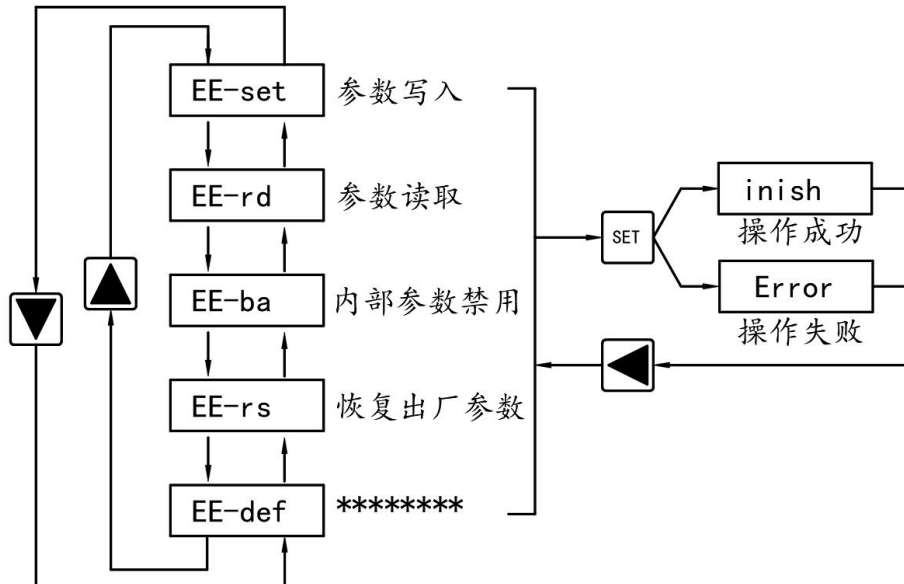 EE-set 参数写入
EE-rd 参数读取
EE-ba 内部参数禁用
EE-rs 恢复出厂参数
EE-def ********
SET
inish
操作成功
Error
操作失败